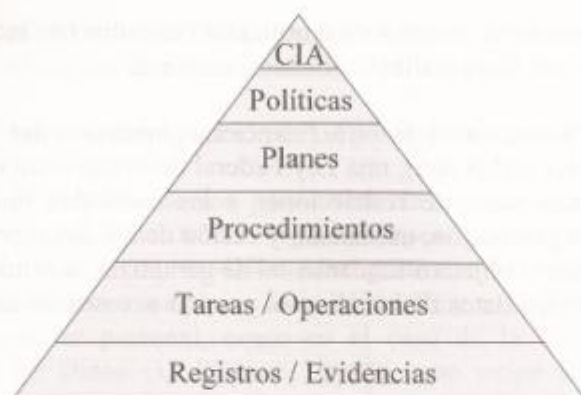 CIA
Políticas
Planes
Procedimientos
Tareas / Operaciones
Registros / Evidencias